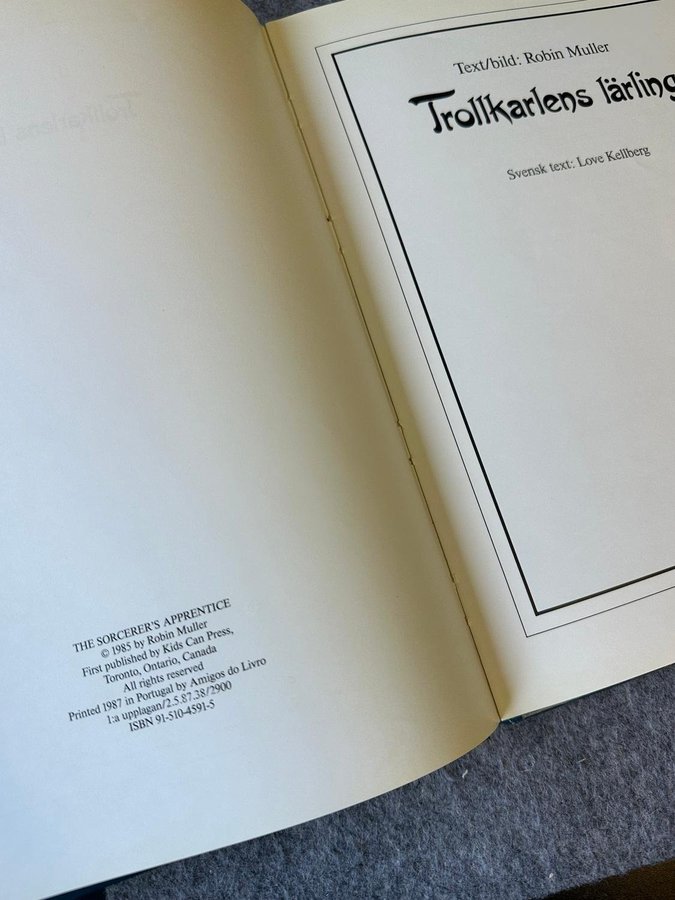 THE SORCERER'S APPRENTICE
© 1985 by Robin Muller
First published by Kids Can Press,
Toronto, Ontario, Canada
All rights reserved
Printed 1987 in Portugal by Amigos do Livro
1:a upplagan/2.5.87.38/2900
ISBN 91-510-4591-5
Text/bild: Robin Muller
Trollkarlens lärling
Svensk text: Love Kellberg